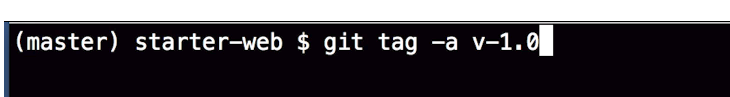 (master) starter-web $ git tag -a v-1.0